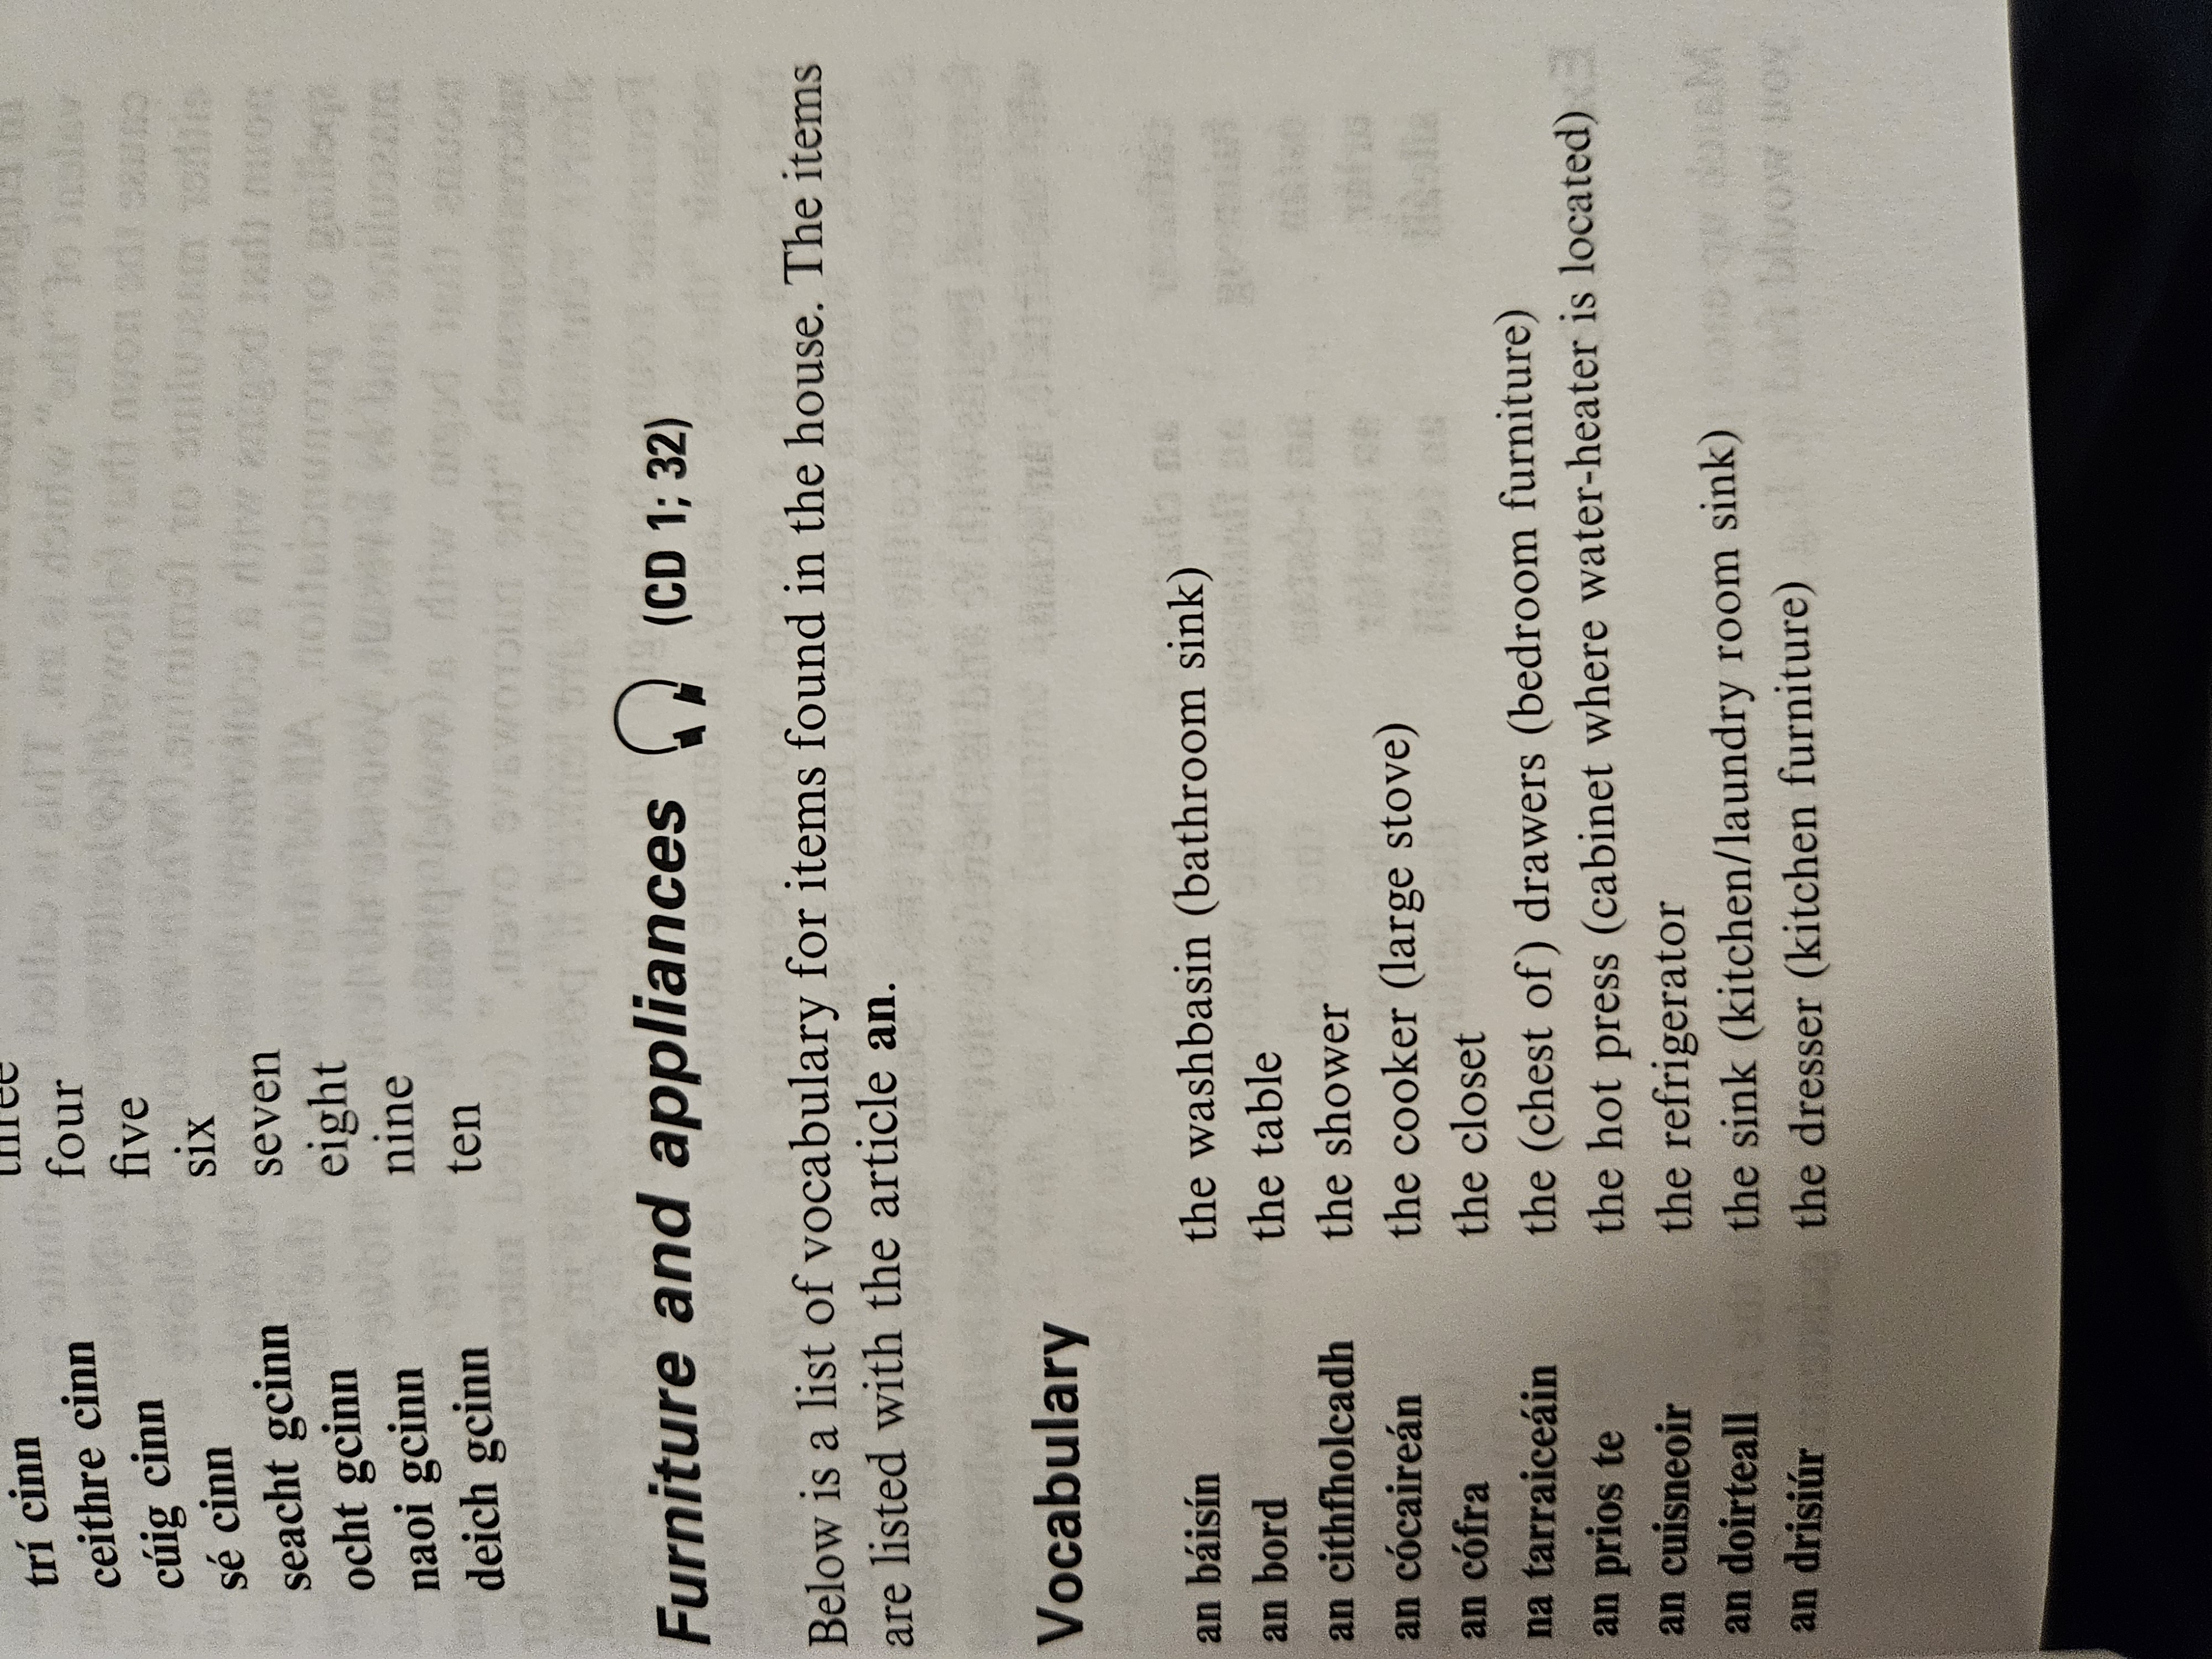 trí cinn three
ceithre cinn four
cúig cinn five
sé cinn six
seacht gcinn seven
ocht gcinn eight
naoi gcinn nine
deich gcinn ten
Furniture and appliances (CD 1; 32)
Below is a list of vocabulary for items found in the house. The items
are listed with the article an.
Vocabulary
an báisín the washbasin (bathroom sink)
an bord the table
an cithfholcadh the shower
an cócaireán the cooker (large stove)
an cófra the closet
na tarraiceáin the (chest of) drawers (bedroom furniture)
an prios te the hot press (cabinet where water-heater is located)
an cuisneoir the refrigerator
an doirteall the sink (kitchen/laundry room sink)
an drisiúr the dresser (kitchen furniture)